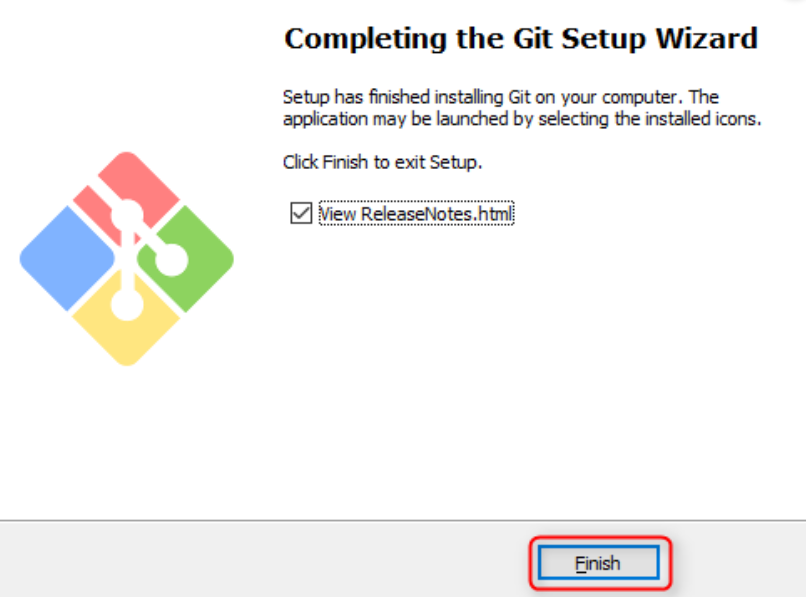 Completing the Git Setup Wizard
Setup has finished installing Git on your computer. The
application may be launched by selecting the installed icons.
Click Finish to exit Setup.
View ReleaseNotes.html
Finish